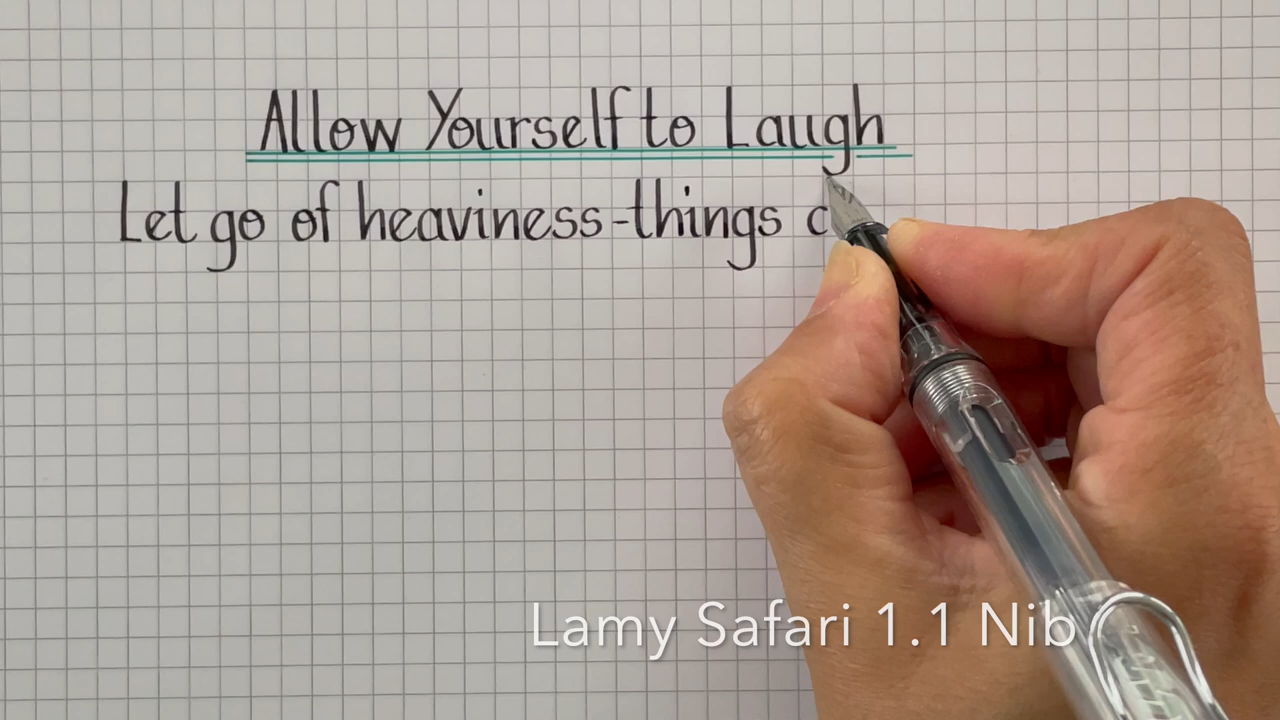 Allow Yourself to Laugh
Let go of heaviness-things c
Lamy Safari 1.1 Nib